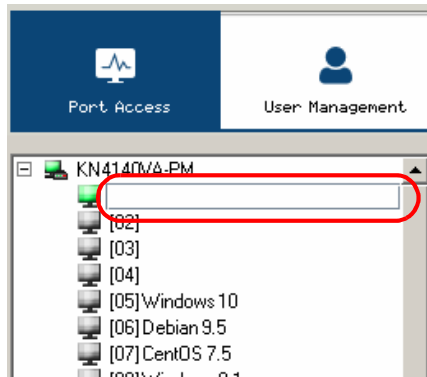 Port Access
User Management
KN4140VA-PM
[02]
[03]
[04]
[05]Windows 10
[06]Debian 9.5
[07]CentOS 7.5